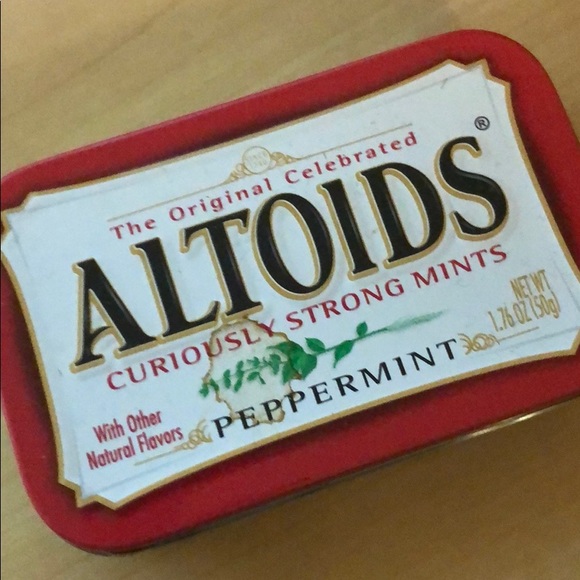 The Original Celebrated
ALTOIDS®
CURIOUSLY STRONG MINTS
NET WT
1.76 OZ (50g)
PEPPERMINT
With Other
Natural Flavors